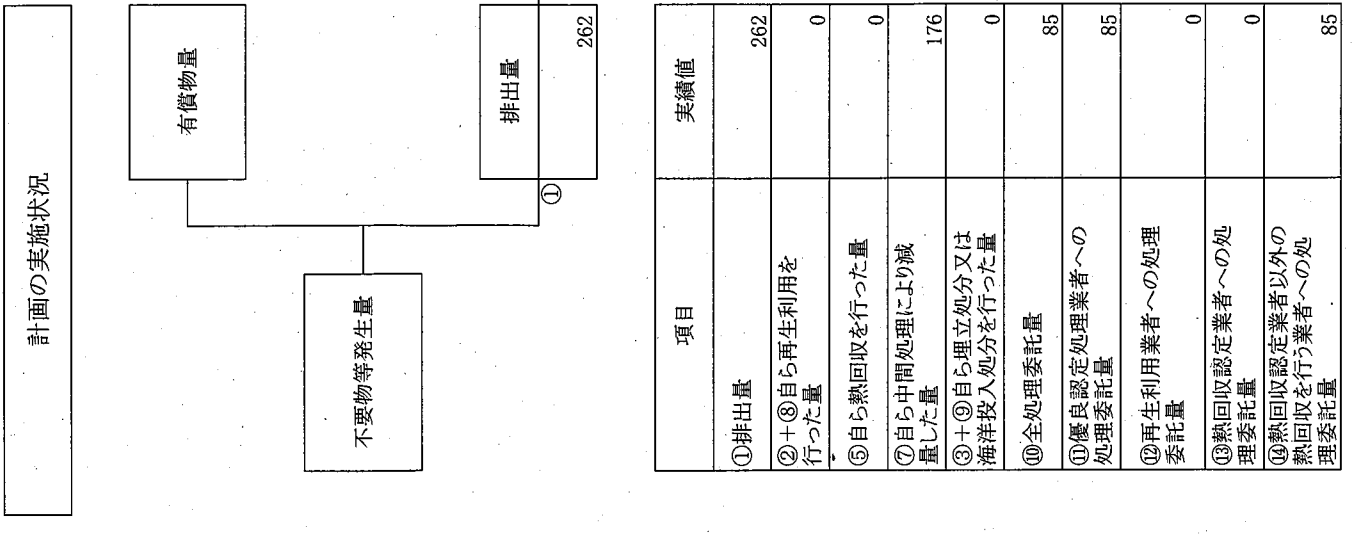 計画の実施状況
有償物量
不要物等発生量
排出量
①
262
項目
実績値
①排出量
262
②+⑧自ら再生利用を
行った量
0
⑤自ら熱回収を行った量
0
⑦自ら中間処理により減
量した量
176
③+⑨自ら埋立処分又は
海洋投入処分を行った量
0
⑩全処理委託量
85
⑪優良認定処理業者への
処理委託量
85
⑫再生利用業者への処理
委託量
0
⑬熱回収認定業者への処
理委託量
0
⑭熱回収認定業者以外の
熱回収を行う業者への処
理委託量
85